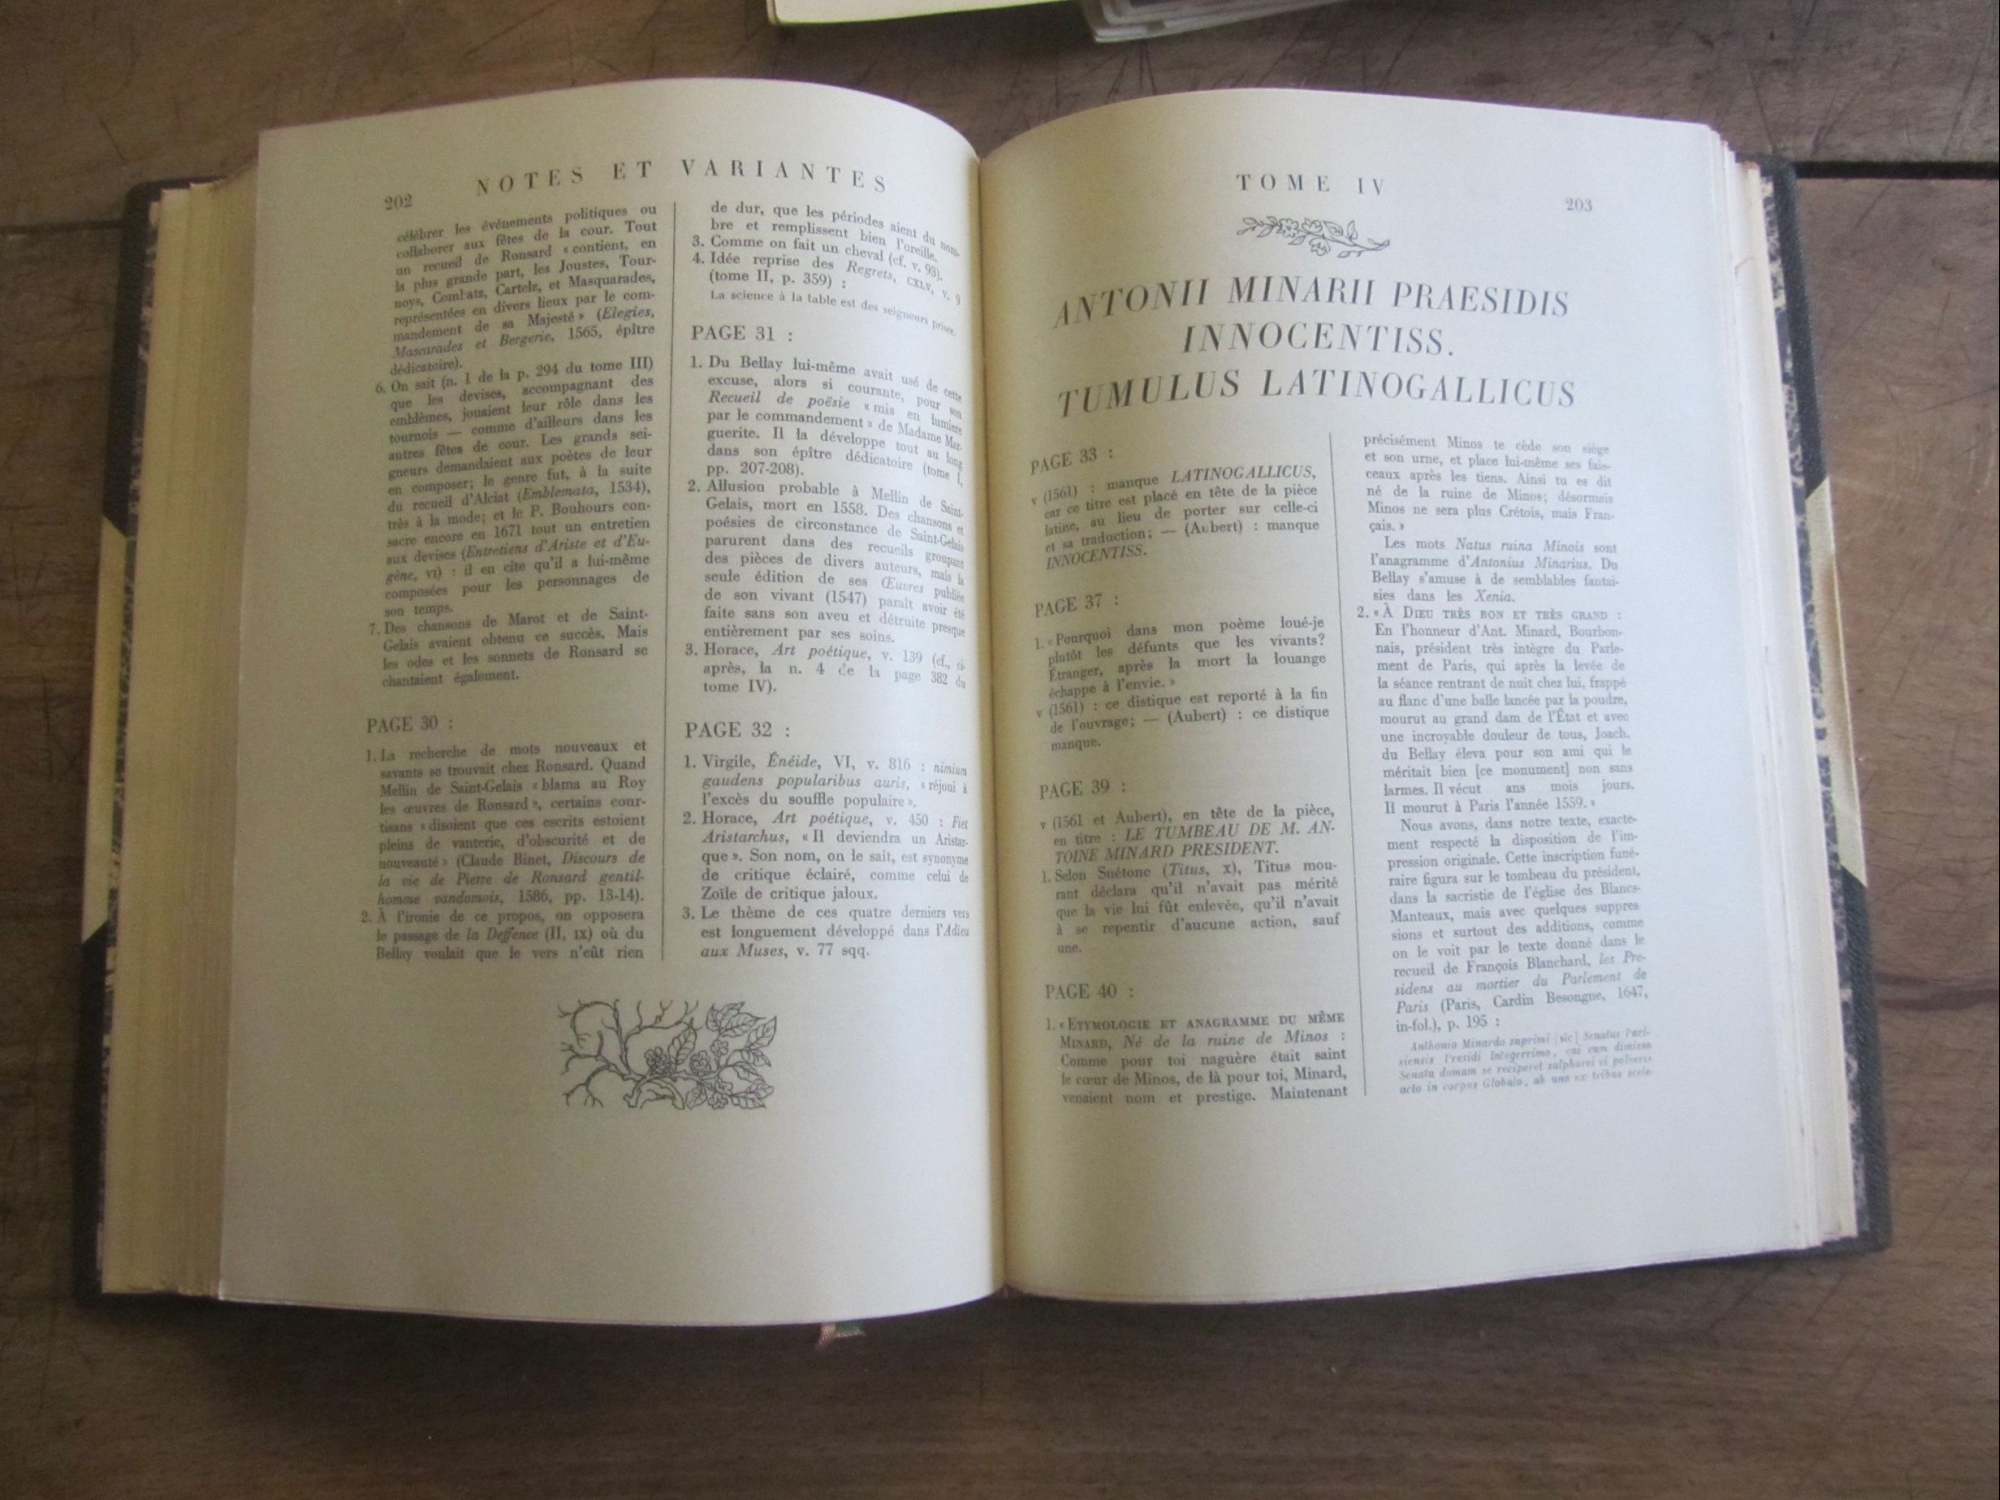 202
NOTES ET VARIANTES
célébrer les événements politiques ou
collaborer aux fêtes de la cour. Tout
un recueil de Ronsard « contient, en
la plus grande part, les Joustes, Tour-
noys, Combatz, Cartelz, et Masquarades,
représentées en divers lieux par le com-
mandement de sa Majesté » (Elegies,
Mascarades et Bergerie, 1565, épître
dédicatoire).
6. On sait (n. 1 de la p. 294 du tome III)
que les devises, accompagnant des
emblèmes, jouaient leur rôle dans les
tournois — comme d'ailleurs dans les
autres fêtes de cour. Les grands sei-
gneurs demandaient aux poètes de leur
en composer; le genre fut, à la suite
du recueil d'Alciat (Emblemata, 1534),
très à la mode; et le P. Bouhours con-
sacre encore en 1671 tout un entretien
aux devises (Entretiens d'Ariste et d'Eu-
gène, VI) : il en cite qu'il a lui-même
composées pour les personnages de
son temps.
7. Des chansons de Marot et de Saint-
Gelais avaient obtenu ce succès. Mais
les odes et les sonnets de Ronsard se
chantaient également.
PAGE 30 :
1. La recherche de mots nouveaux et
savants se trouvait chez Ronsard. Quand
Mellin de Saint-Gelais « blama au Roy
les œuvres de Ronsard », certains cour-
tisans « disoient que ces escrits estoient
pleins de vanterie, d'obscurité et de
nouveauté » (Claude Binet, Discours de
la vie de Pierre de Ronsard gentil-
homme vandomois, 1586, pp. 13-14).
2. À l'ironie de ce propos, on opposera
le passage de la Deffence (II, IX) où du
Bellay voulait que le vers n'eût rien
de dur, que les périodes aient du nom-
bre et remplissent bien l'oreille.
3. Comme on fait un cheval (cf. v. 93).
4. Idée reprise des Regrets, CXLV, v. 9
(tome II, p. 359) :
La science à la table est des seigneurs prisee.
PAGE 31 :
1. Du Bellay lui-même avait usé de cette
excuse, alors si courante, pour son
Recueil de poësie « mis en lumiere
par le commandement » de Madame Mar-
guerite. Il la développe tout au long
dans son épître dédicatoire (tome I,
pp. 207-208).
2. Allusion probable à Mellin de Saint-
Gelais, mort en 1558. Des chansons et
poésies de circonstance de Saint-Gelais
parurent dans des recueils groupant
des pièces de divers auteurs, mais la
seule édition de ses Œuvres publiée
de son vivant (1547) paraît avoir été
faite sans son aveu et détruite presque
entièrement par ses soins.
3. Horace, Art poétique, v. 139 (cf., ci-
après, la n. 4 de la page 382 du
tome IV).
PAGE 32 :
1. Virgile, Énéide, VI, v. 816 : nimium
gaudens popularibus auris, « réjoui à
l'excès du souffle populaire ».
2. Horace, Art poétique, v. 450 : Fiet
Aristarchus, « Il deviendra un Aristar-
que ». Son nom, on le sait, est synonyme
de critique éclairé, comme celui de
Zoïle de critique jaloux.
3. Le thème de ces quatre derniers vers
est longuement développé dans l'Adieu
aux Muses, v. 77 sqq.
TOME IV
203
ANTONII MINARII PRAESIDIS
INNOCENTISS.
TUMULUS LATINOGALLICUS
PAGE 33 :
v (1561) : manque LATINOGALLICUS,
car ce titre est placé en tête de la pièce
latine, au lieu de porter sur celle-ci
et sa traduction; — (Aubert) : manque
INNOCENTISS.
PAGE 37 :
1. « Pourquoi dans mon poème loué-je
plutôt les défunts que les vivants?
Étranger, après la mort la louange
échappe à l'envie. »
v (1561) : ce distique est reporté à la fin
de l'ouvrage; — (Aubert) : ce distique
manque.
PAGE 39 :
v (1561 et Aubert), en tête de la pièce,
en titre : LE TUMBEAU DE M. AN-
TOINE MINARD PRESIDENT.
1. Selon Suétone (Titus, X), Titus mou-
rant déclara qu'il n'avait pas mérité
que la vie lui fût enlevée, qu'il n'avait
à se repentir d'aucune action, sauf
une.
PAGE 40 :
1. « ETYMOLOGIE ET ANAGRAMME DU MÊME
MINARD, Né de la ruine de Minos :
Comme pour toi naguère était saint
le cœur de Minos, de là pour toi, Minard,
venaient nom et prestige. Maintenant
précisément Minos te cède son siège
et son urne, et place lui-même ses fais-
ceaux après les tiens. Ainsi tu es dit
né de la ruine de Minos; désormais
Minos ne sera plus Crétois, mais Fran-
çais. »
Les mots Natus ruina Minois sont
l'anagramme d'Antonius Minarius. Du
Bellay s'amuse à de semblables fantai-
sies dans les Xenia.
2. « À DIEU TRÈS BON ET TRÈS GRAND :
En l'honneur d'Ant. Minard, Bourbon-
nais, président très intègre du Parle-
ment de Paris, qui après la levée de
la séance rentrant de nuit chez lui, frappé
au flanc d'une balle lancée par la poudre,
mourut au grand dam de l'État et avec
une incroyable douleur de tous, Joach.
du Bellay éleva pour son ami qui le
méritait bien [ce monument] non sans
larmes. Il vécut ans mois jours.
Il mourut à Paris l'année 1559. »
Nous avons, dans notre texte, exacte-
ment respecté la disposition de l'im-
pression originale. Cette inscription funé-
raire figura sur le tombeau du président,
dans la sacristie de l'église des Blancs-
Manteaux, mais avec quelques suppres-
sions et surtout des additions, comme
on le voit par le texte donné dans le
recueil de François Blanchard, les Pre-
sidens au mortier du Parlement de
Paris (Paris, Cardin Besongne, 1647,
in-fol.), p. 195 :
Anthonio Minardo suprimi [sic] Senatus Pari-
siensis Præsidi Integerrimo, cui cum dimisso
Senatu domum se reciperet sulphurei vi pulveris
acto in corpus Globulo, ab uno ex tribus scele-